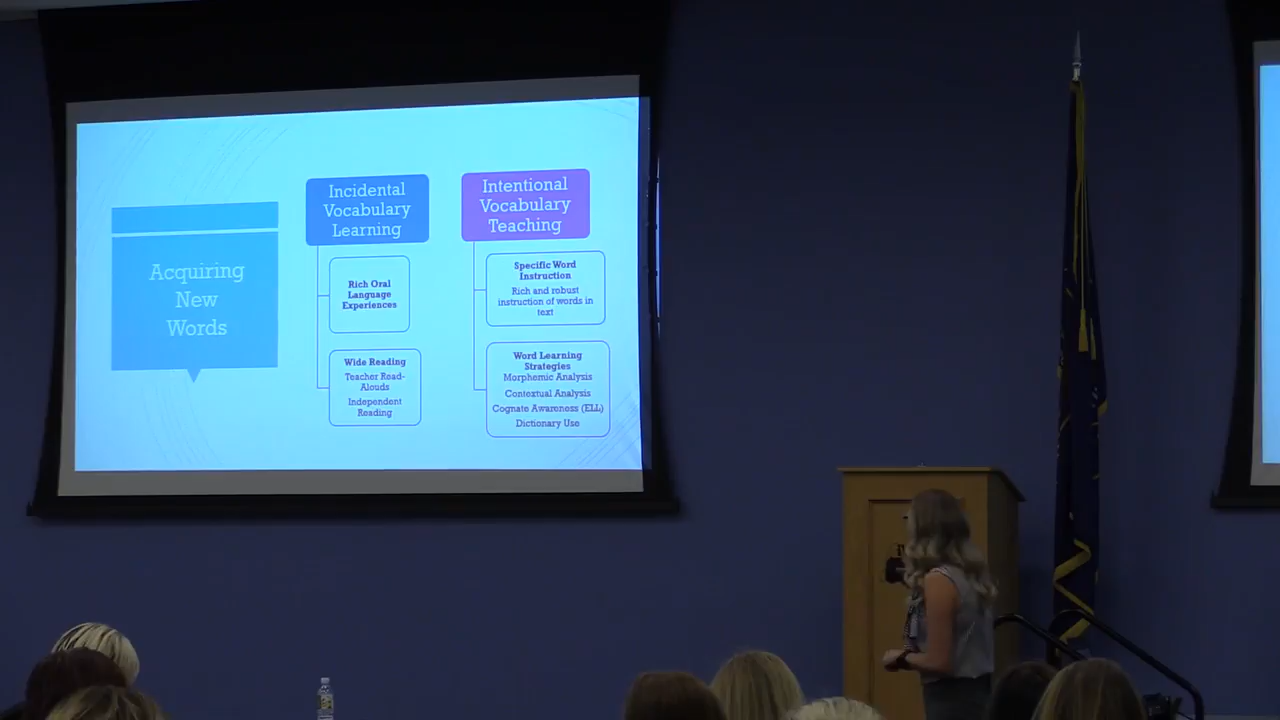 Acquiring
New
Words
Incidental
Vocabulary
Learning
Rich Oral
Language
Experiences
Wide Reading
Teacher Read-
Alouds
Independent
Reading
Intentional
Vocabulary
Teaching
Specific Word
Instruction
Rich and robust
instruction of words in
text
Word Learning
Strategies
Morphemic Analysis
Contextual Analysis
Cognate Awareness (ELL)
Dictionary Use